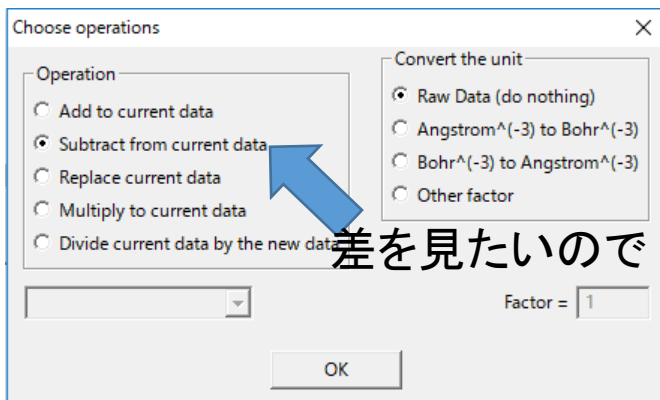 Choose operations
Operation
Add to current data
Subtract from current data
Replace current data
Multiply to current data
Divide current data by the new data
Convert the unit
Raw Data (do nothing)
Angstrom^(-3) to Bohr^(-3)
Bohr^(-3) to Angstrom^(-3)
Other factor
差を見たいので
Factor = 1
OK